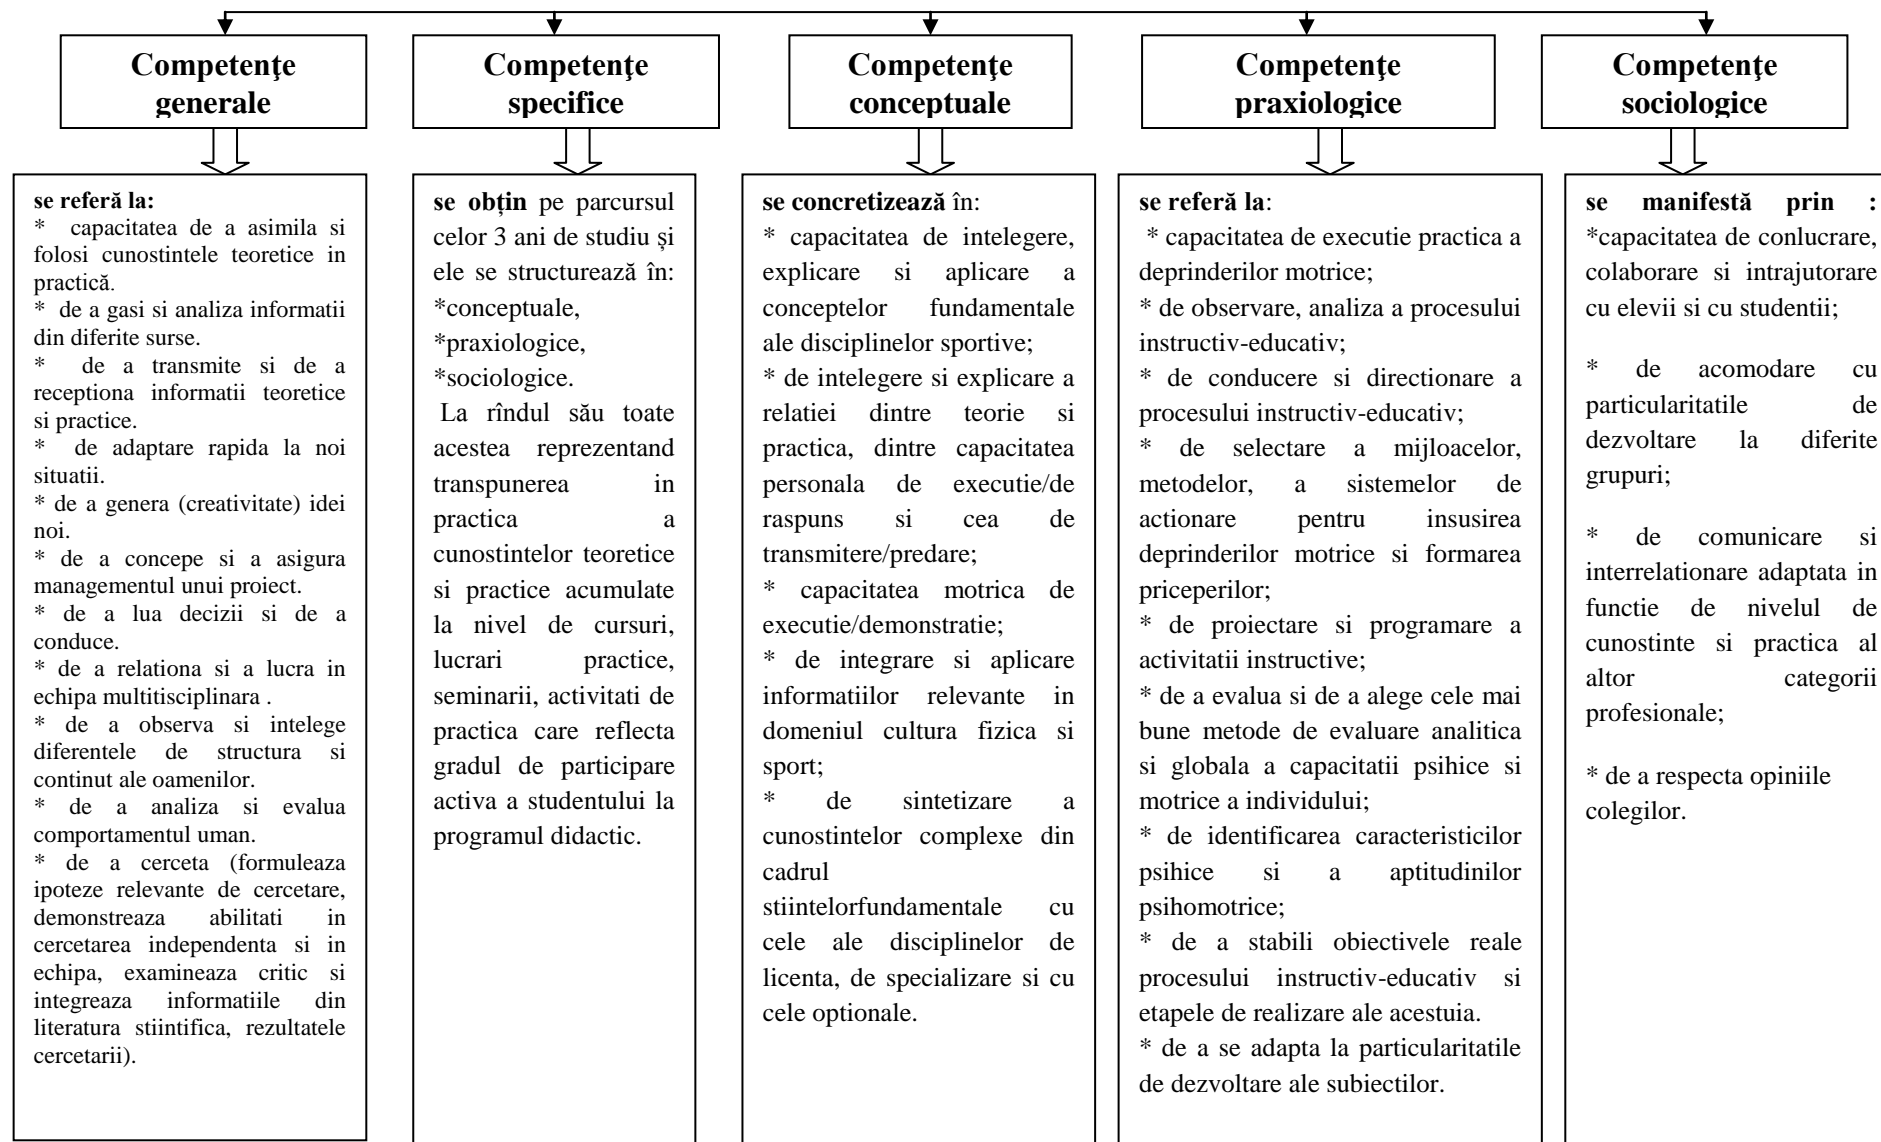 Competenţe
generale
se referă la:
* capacitatea de a asimila si
folosi cunostintele teoretice in
practică.
* de a gasi si analiza informatii
din diferite surse.
* de a transmite si de a
receptiona informatii teoretice
si practice.
* de adaptare rapida la noi
situatii.
* de a genera (creativitate) idei
noi.
* de a concepe si a asigura
managementul unui proiect.
* de a lua decizii si de a
conduce.
* de a relationa si a lucra in
echipa multitisciplinara .
* de a observa si intelege
diferentele de structura si
continut ale oamenilor.
* de a analiza si evalua
comportamentul uman.
* de a cerceta (formuleaza
ipoteze relevante de cercetare,
demonstreaza abilitati in
cercetarea independenta si in
echipa, examineaza critic si
integreaza informatiile din
literatura stiintifica, rezultatele
cercetarii).
Competenţe
specifice
se obțin pe parcursul
celor 3 ani de studiu și
ele se structurează în:
*conceptuale,
*praxiologice,
*sociologice.
La rîndul său toate
acestea reprezentand
transpunerea in
practica a
cunostintelor teoretice
si practice acumulate
la nivel de cursuri,
lucrari practice,
seminarii, activitati de
practica care reflecta
gradul de participare
activa a studentului la
programul didactic.
Competenţe
conceptuale
se concretizează în:
* capacitatea de intelegere,
explicare si aplicare a
conceptelor fundamentale
ale disciplinelor sportive;
* de intelegere si explicare a
relatiei dintre teorie si
practica, dintre capacitatea
personala de executie/de
raspuns si cea de
transmitere/predare;
* capacitatea motrica de
executie/demonstratie;
* de integrare si aplicare
informatiilor relevante in
domeniul cultura fizica si
sport;
* de sintetizare a
cunostintelor complexe din
cadrul
stiintelorfundamentale cu
cele ale disciplinelor de
licenta, de specializare si cu
cele optionale.
Competenţe
praxiologice
se referă la:
* capacitatea de executie practica a
deprinderilor motrice;
* de observare, analiza a procesului
instructiv-educativ;
* de conducere si directionare a
procesului instructiv-educativ;
* de selectare a mijloacelor,
metodelor, a sistemelor de
actionare pentru insusirea
deprinderilor motrice si formarea
priceperilor;
* de proiectare si programare a
activitatii instructive;
* de a evalua si de a alege cele mai
bune metode de evaluare analitica
si globala a capacitatii psihice si
motrice a individului;
* de identificarea caracteristicilor
psihice si a aptitudinilor
psihomotrice;
* de a stabili obiectivele reale
procesului instructiv-educativ si
etapele de realizare ale acestuia.
* de a se adapta la particularitatile
de dezvoltare ale subiectilor.
Competenţe
sociologice
se manifestă prin :
*capacitatea de conlucrare,
colaborare si intrajutorare
cu elevii si cu studentii;
* de acomodare cu
particularitatile de
dezvoltare la diferite
grupuri;
* de comunicare si
interrelationare adaptata in
functie de nivelul de
cunostinte si practica al
altor categorii
profesionale;
* de a respecta opiniile
colegilor.